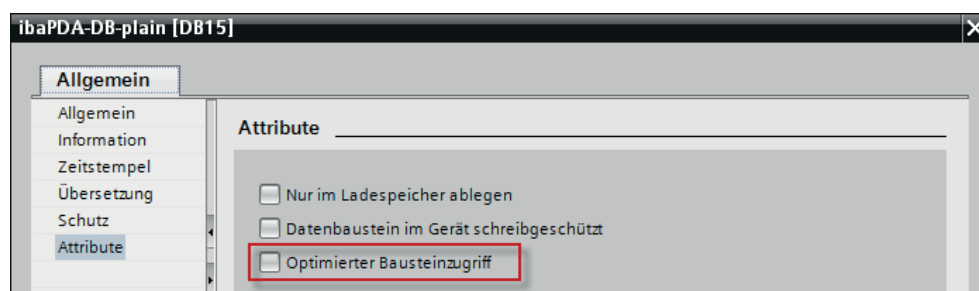 ibaPDA-DB-plain [DB15]
Allgemein
Allgemein
Information
Zeitstempel
Übersetzung
Schutz
Attribute
Attribute
Nur im Ladespeicher ablegen
Datenbaustein im Gerät schreibgeschützt
Optimierter Bausteinzugriff